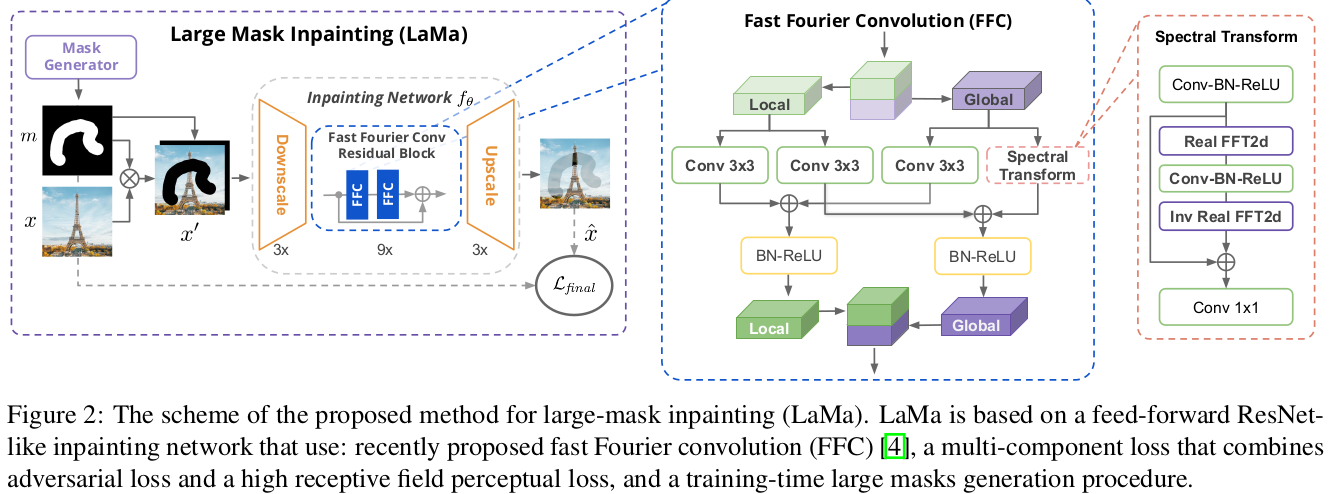 Large Mask Inpainting (LaMa)
Mask
Generator
m
x
x′
Inpainting Network fθ
Downscale
Fast Fourier Conv
Residual Block
FFC
FFC
Upscale
3x
9x
3x
x̂
ℒfinal
Fast Fourier Convolution (FFC)
Local
Global
Conv 3x3
Conv 3x3
Conv 3x3
Spectral
Transform
BN-ReLU
BN-ReLU
Local
Global
Spectral Transform
Conv-BN-ReLU
Real FFT2d
Conv-BN-ReLU
Inv Real FFT2d
Conv 1x1
Figure 2: The scheme of the proposed method for large-mask inpainting (LaMa). LaMa is based on a feed-forward ResNet-
like inpainting network that use: recently proposed fast Fourier convolution (FFC) [4], a multi-component loss that combines
adversarial loss and a high receptive field perceptual loss, and a training-time large masks generation procedure.